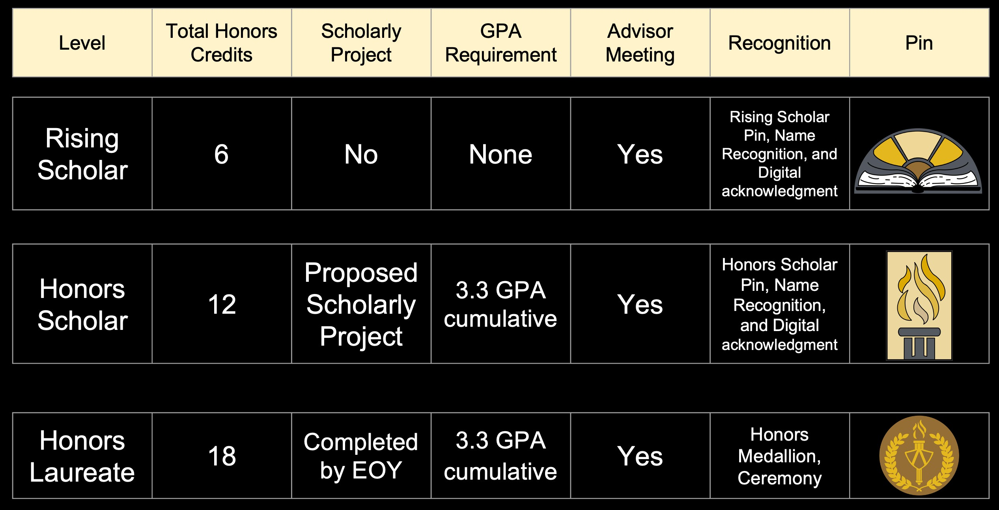 Level
Total Honors
Credits
Scholarly
Project
GPA
Requirement
Advisor
Meeting
Recognition
Pin
Rising
Scholar
6
No
None
Yes
Rising Scholar
Pin, Name
Recognition, and
Digital
acknowledgment
Honors
Scholar
12
Proposed
Scholarly
Project
3.3 GPA
cumulative
Yes
Honors Scholar
Pin, Name
Recognition,
and Digital
acknowledgment
Honors
Laureate
18
Completed
by EOY
3.3 GPA
cumulative
Yes
Honors
Medallion,
Ceremony